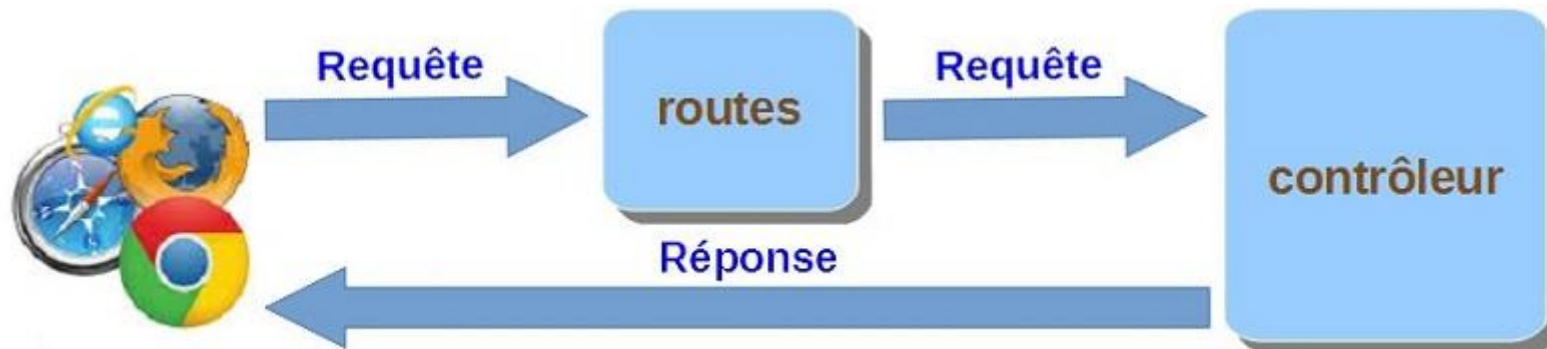 Requête
routes
Requête
contrôleur
Réponse